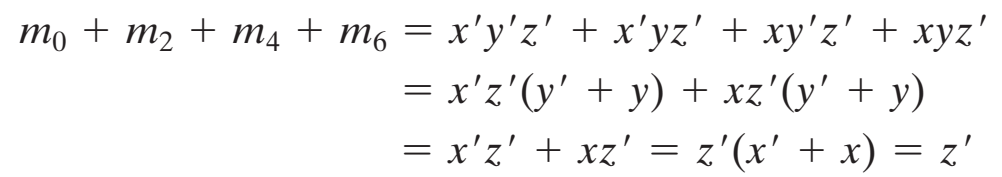 m₀ + m₂ + m₄ + m₆ = x′y′z′ + x′yz′ + xy′z′ + xyz′
= x′z′(y′ + y) + xz′(y′ + y)
= x′z′ + xz′ = z′(x′ + x) = z′